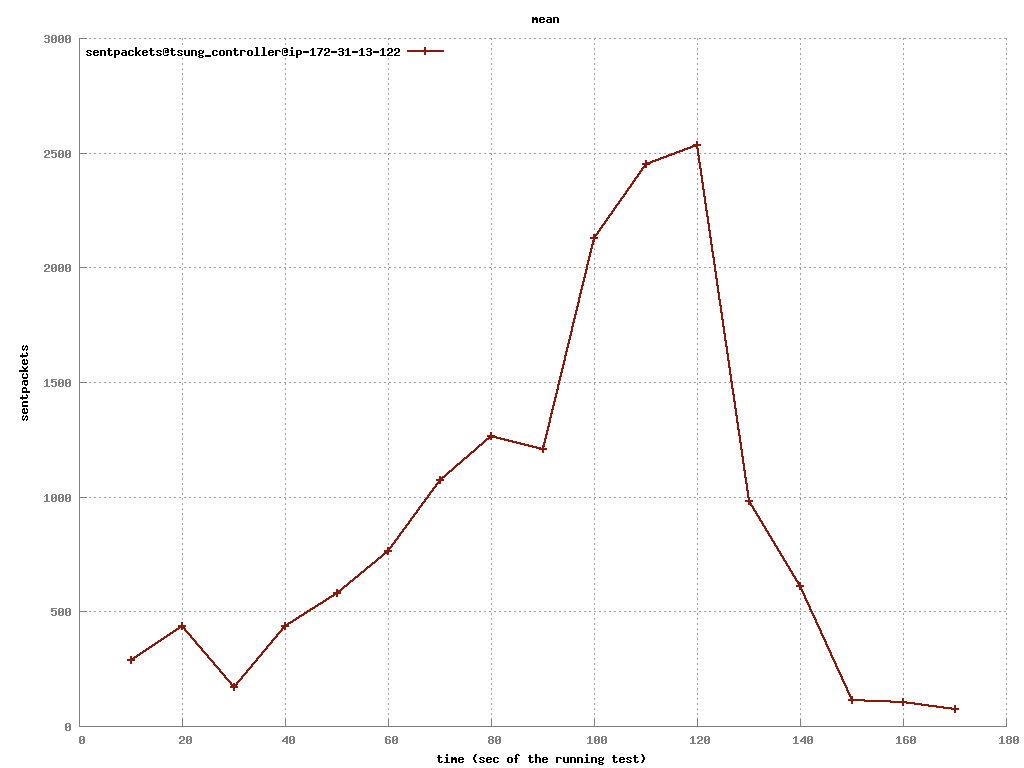 mean
3000
sentpackets@tsung_controller@ip-172-31-13-122
2500
2000
1500
sentpackets
1000
500
0
0 20 40 60 80 100 120 140 160 180
time (sec of the running test)